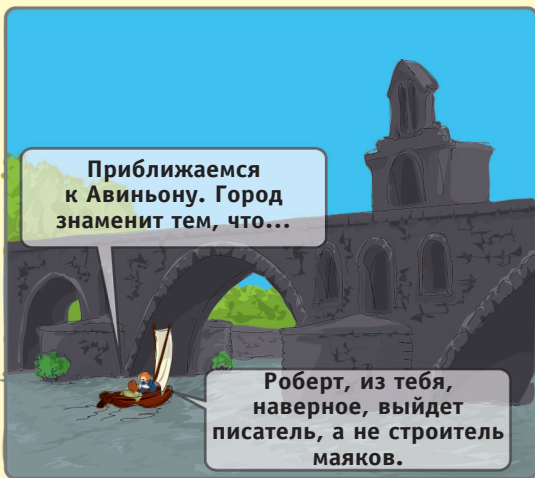 Приближаемся
к Авиньону. Город
знаменит тем, что...
Роберт, из тебя,
наверное, выйдет
писатель, а не строитель
маяков.